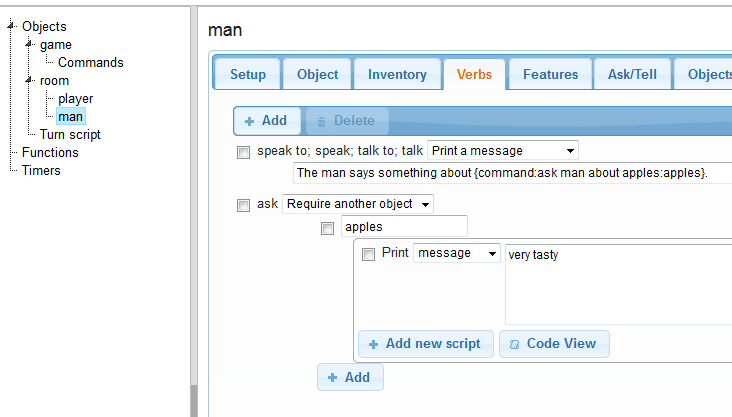 Objects
game
Commands
room
player
man
Turn script
Functions
Timers
man
Setup Object Inventory Verbs Features Ask/Tell Objects
+ Add Delete
speak to; speak; talk to; talk Print a message
The man says something about {command:ask man about apples:apples}.
ask Require another object
apples
Print message very tasty
+ Add new script Code View
+ Add